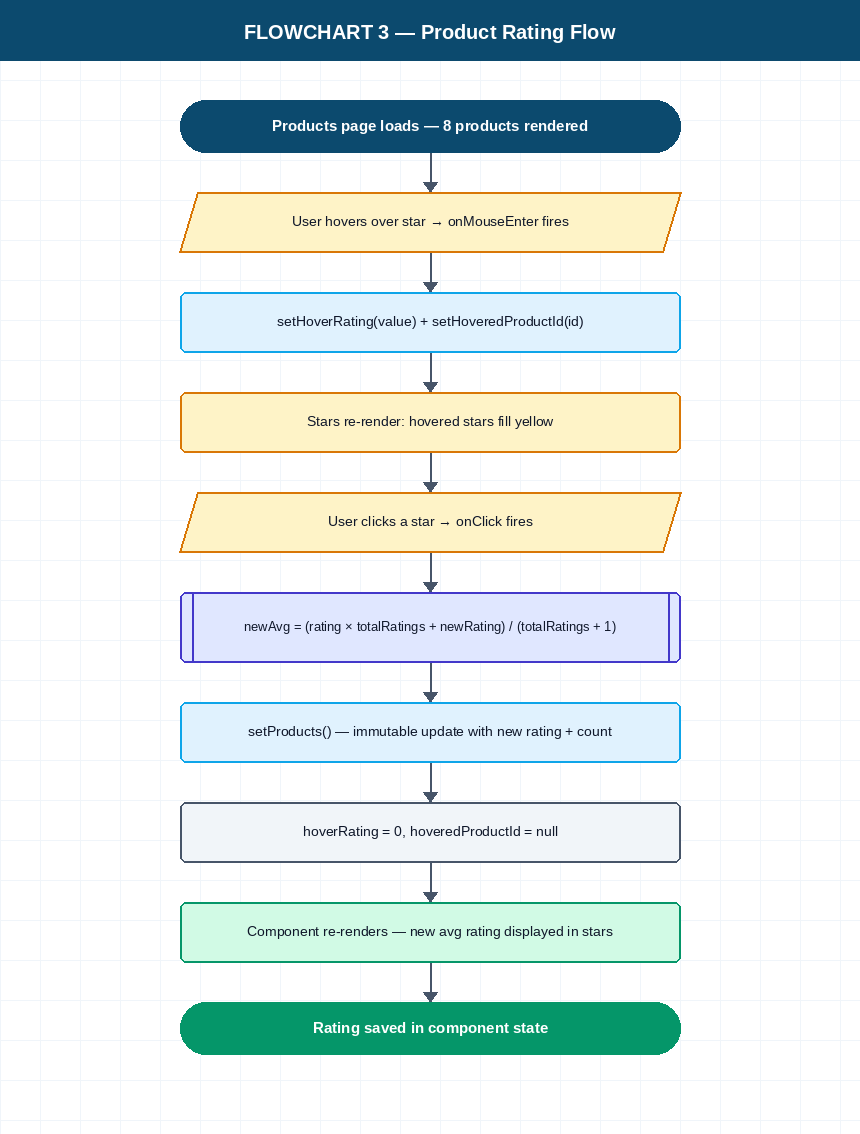 FLOWCHART 3 — Product Rating Flow
Products page loads — 8 products rendered
User hovers over star → onMouseEnter fires
setHoverRating(value) + setHoveredProductId(id)
Stars re-render: hovered stars fill yellow
User clicks a star → onClick fires
newAvg = (rating × totalRatings + newRating) / (totalRatings + 1)
setProducts() — immutable update with new rating + count
hoverRating = 0, hoveredProductId = null
Component re-renders — new avg rating displayed in stars
Rating saved in component state